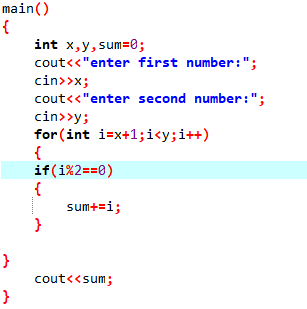 main()
{
int x,y,sum=0;
cout<<"enter first number:";
cin>>x;
cout<<"enter second number:";
cin>>y;
for(int i=x+1;i<y;i++)
{
if(i%2==0)
{
sum+=i;
}
}
cout<<sum;
}